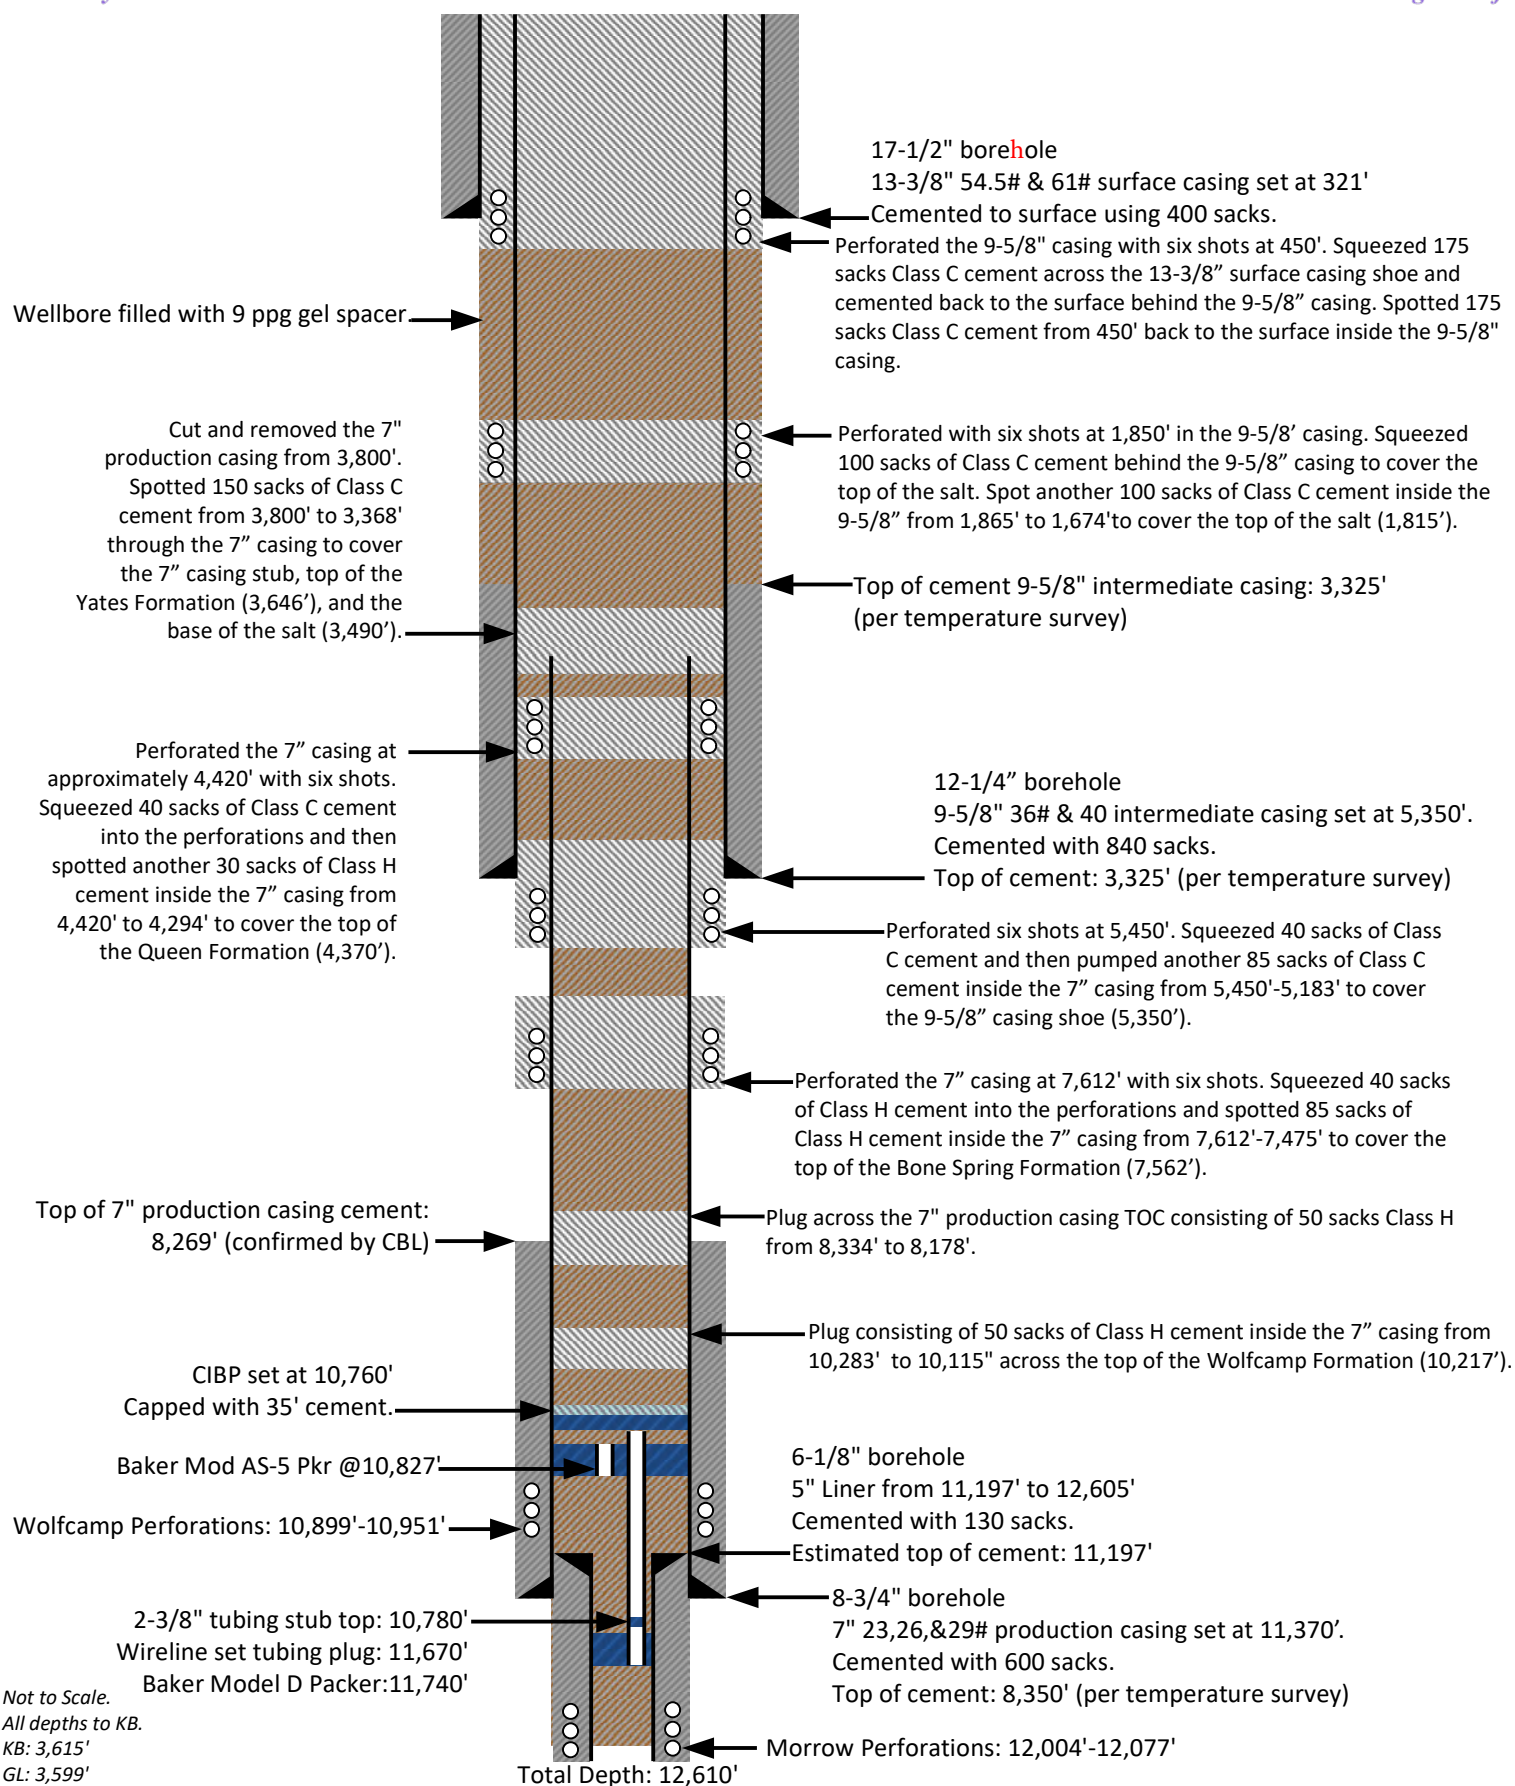 17-1/2" borehole
13-3/8" 54.5# & 61# surface casing set at 321'
Cemented to surface using 400 sacks.
Perforated the 9-5/8" casing with six shots at 450'. Squeezed 175
sacks Class C cement across the 13-3/8” surface casing shoe and
cemented back to the surface behind the 9-5/8” casing. Spotted 175
sacks Class C cement from 450' back to the surface inside the 9-5/8"
casing.
Wellbore filled with 9 ppg gel spacer
Cut and removed the 7"
production casing from 3,800'.
Spotted 150 sacks of Class C
cement from 3,800' to 3,368'
through the 7” casing to cover
the 7” casing stub, top of the
Yates Formation (3,646’), and the
base of the salt (3,490’).
Perforated with six shots at 1,850' in the 9-5/8’ casing. Squeezed
100 sacks of Class C cement behind the 9-5/8” casing to cover the
top of the salt. Spot another 100 sacks of Class C cement inside the
9-5/8” from 1,865' to 1,674'to cover the top of the salt (1,815’).
Top of cement 9-5/8" intermediate casing: 3,325'
(per temperature survey)
Perforated the 7” casing at
approximately 4,420' with six shots.
Squeezed 40 sacks of Class C cement
into the perforations and then
spotted another 30 sacks of Class H
cement inside the 7” casing from
4,420' to 4,294' to cover the top of
the Queen Formation (4,370’).
12-1/4” borehole
9-5/8" 36# & 40 intermediate casing set at 5,350'.
Cemented with 840 sacks.
Top of cement: 3,325' (per temperature survey)
Perforated six shots at 5,450'. Squeezed 40 sacks of Class
C cement and then pumped another 85 sacks of Class C
cement inside the 7” casing from 5,450'-5,183' to cover
the 9-5/8” casing shoe (5,350’).
Perforated the 7” casing at 7,612' with six shots. Squeezed 40 sacks
of Class H cement into the perforations and spotted 85 sacks of
Class H cement inside the 7” casing from 7,612'-7,475' to cover the
top of the Bone Spring Formation (7,562’).
Top of 7" production casing cement:
8,269' (confirmed by CBL)
Plug across the 7" production casing TOC consisting of 50 sacks Class H
from 8,334' to 8,178'.
Plug consisting of 50 sacks of Class H cement inside the 7” casing from
10,283'  to 10,115" across the top of the Wolfcamp Formation (10,217’).
CIBP set at 10,760'
Capped with 35' cement.
Baker Mod AS-5 Pkr @10,827'
Wolfcamp Perforations: 10,899'-10,951'
6-1/8" borehole
5" Liner from 11,197' to 12,605'
Cemented with 130 sacks.
Estimated top of cement: 11,197'
8-3/4" borehole
7" 23,26,&29# production casing set at 11,370’.
Cemented with 600 sacks.
Top of cement: 8,350' (per temperature survey)
2-3/8" tubing stub top: 10,780'
Wireline set tubing plug: 11,670'
Baker Model D Packer:11,740'
Not to Scale.
All depths to KB.
KB: 3,615'
GL: 3,599'
Morrow Perforations: 12,004'-12,077'
Total Depth: 12,610'